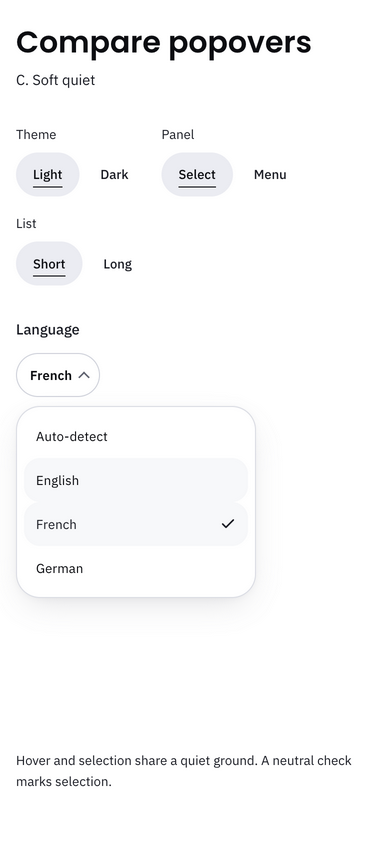 Compare popovers
C. Soft quiet
Theme Panel
Light Dark Select Menu
List
Short Long
Language
French
Auto-detect
English
French
German
Hover and selection share a quiet ground. A neutral check
marks selection.